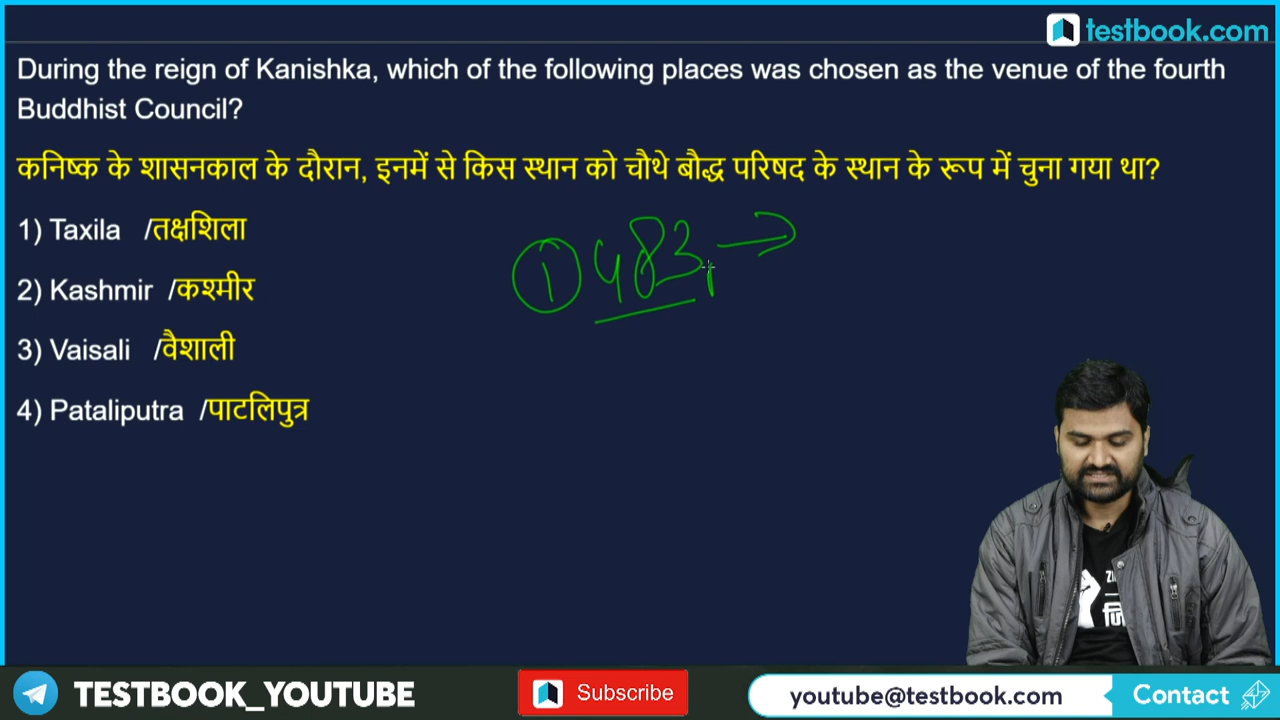 testbook.com
During the reign of Kanishka, which of the following places was chosen as the venue of the fourth
Buddhist Council?
कनिष्क के शासनकाल के दौरान, इनमें से किस स्थान को चौथे बौद्ध परिषद के स्थान के रूप में चुना गया था?
1) Taxila /तक्षशिला
① 483, →
2) Kashmir /कश्मीर
3) Vaisali /वैशाली
4) Pataliputra /पाटलिपुत्र
TESTBOOK_YOUTUBE
Subscribe
youtube@testbook.com
Contact